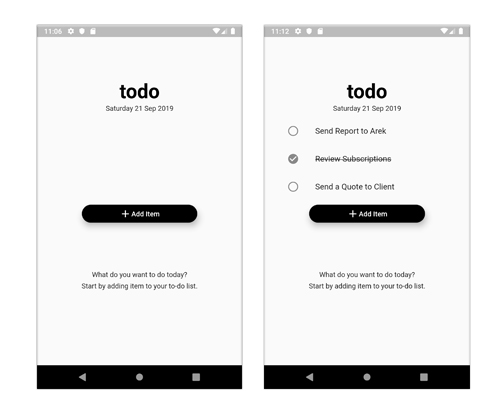 11:06
todo
Saturday 21 Sep 2019
+ Add Item
What do you want to do today?
Start by adding item to your to-do list.
11:12
todo
Saturday 21 Sep 2019
Send Report to Arek
Review Subscriptions
Send a Quote to Client
+ Add Item
What do you want to do today?
Start by adding item to your to-do list.